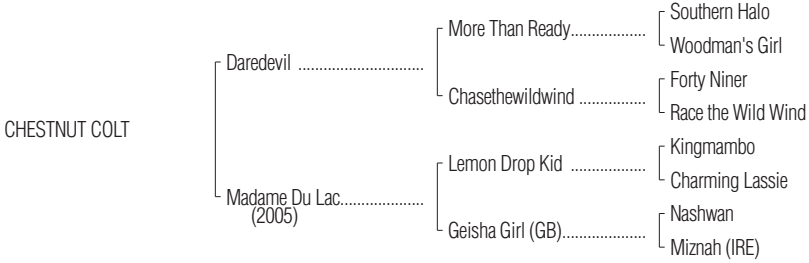 Southern Halo
More Than Ready..................
Woodman's Girl
Daredevil ............................
Forty Niner
Chasethewildwind ...............
Race the Wild Wind
CHESTNUT COLT
Kingmambo
Lemon Drop Kid .................
Charming Lassie
Madame Du Lac...................
(2005)
Nashwan
Geisha Girl (GB)...................
Miznah (IRE)